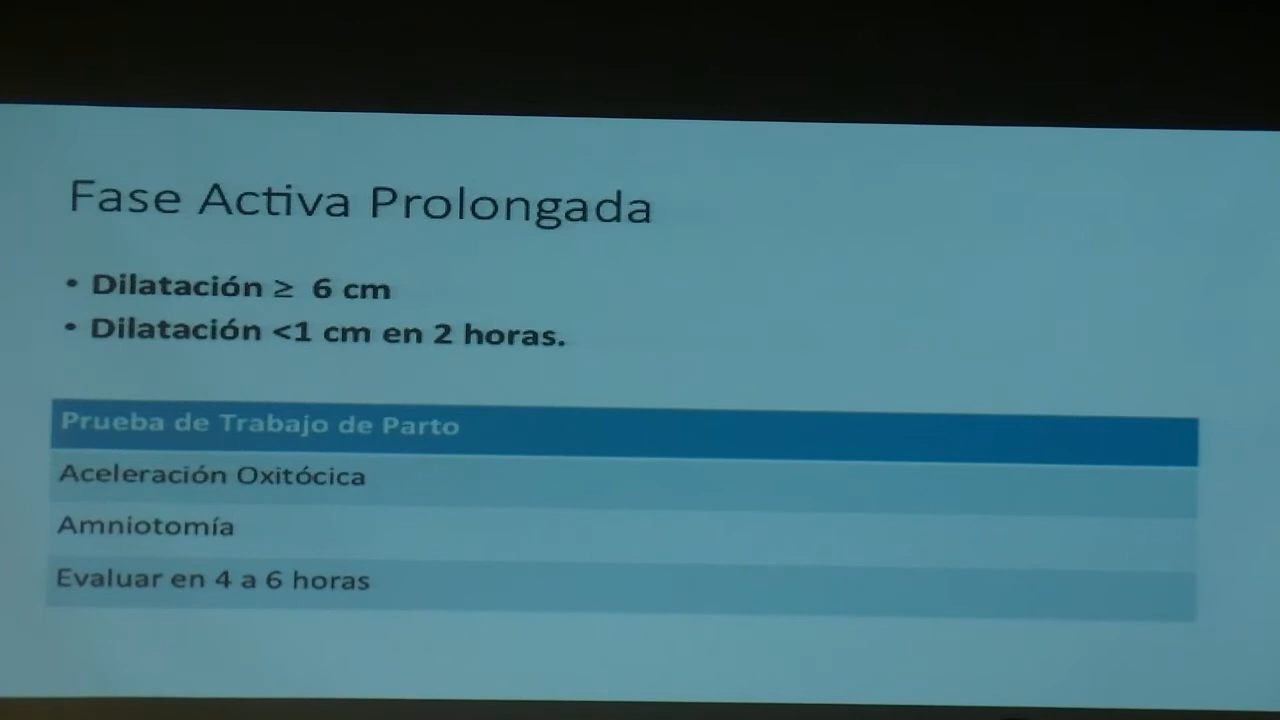 Fase Activa Prolongada
• Dilatación ≥ 6 cm
• Dilatación <1 cm en 2 horas.
Prueba de Trabajo de Parto
Aceleración Oxitócica
Amniotomía
Evaluar en 4 a 6 horas